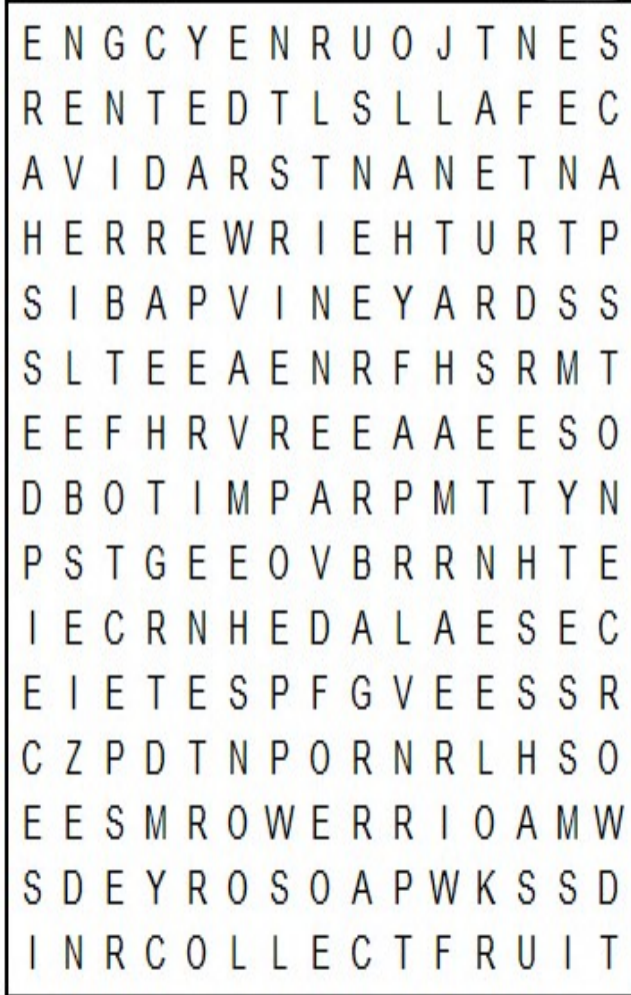 E N G C Y E N R U O J T N E S
R E N T E D T L S L L A F E C
A V I D A R S T N A N E T N A
H E R R E W R I E H T U R T P
S I B A P V I N E Y A R D S S
S L T E E A E N R F H S R M T
E E F H R V R E E A A E E S O
D B O T I M P A R P M T T Y N
P S T G E E O V B R R N H T E
I E C R N H E D A L A E S E C
E I E T E S P F G V E E S S R
C Z P D T N P O R N R L H S O
E E S M R O W E R R I O A M W
S D E Y R O S O A P W K S S D
I N R C O L L E C T F R U I T